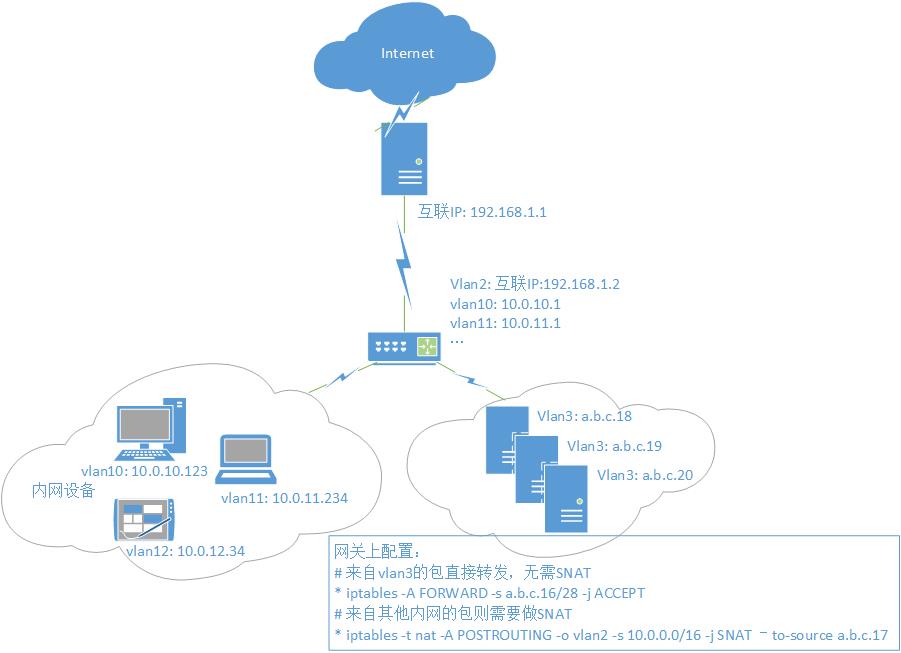 Internet
互联IP: 192.168.1.1
Vlan2: 互联IP:192.168.1.2
vlan10: 10.0.10.1
vlan11: 10.0.11.1
...
Vlan3: a.b.c.18
Vlan3: a.b.c.19
Vlan3: a.b.c.20
vlan10: 10.0.10.123
内网设备
vlan11: 10.0.11.234
vlan12: 10.0.12.34
网关上配置：
# 来自vlan3的包直接转发，无需SNAT
* iptables -A FORWARD -s a.b.c.16/28 -j ACCEPT
# 来自其他内网的包则需要做SNAT
* iptables -t nat -A POSTROUTING -o vlan2 -s 10.0.0.0/16 -j SNAT –to-source a.b.c.17